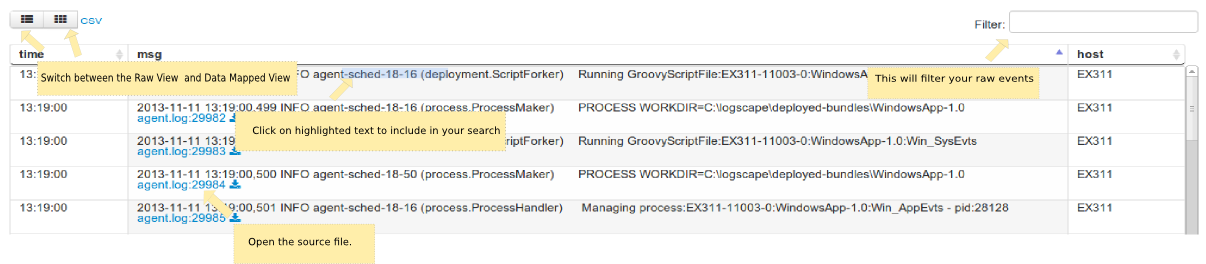 csv
Filter:
time msg host
Switch between the Raw View and Data Mapped View
This will filter your raw events
13: FO agent-sched-18-16 (deployment.ScriptForker) Running GroovyScriptFile:EX311-11003-0:WindowsA EX311
13:19:00 2013-11-11 13:19:00,499 INFO agent-sched-18-16 (process.ProcessMaker) PROCESS WORKDIR=C:\logscape\deployed-bundles\WindowsApp-1.0 EX311
agent.log:29982
Click on highlighted text to include in your search
13:19:00 2013-11-11 13:19 riptForker) Running GroovyScriptFile:EX311-11003-0:WindowsApp-1.0:Win_SysEvts EX311
agent.log:29983
13:19:00 2013-11-11 13:19:00,500 INFO agent-sched-18-50 (process.ProcessMaker) PROCESS WORKDIR=C:\logscape\deployed-bundles\WindowsApp-1.0 EX311
agent.log:29984
13:19:00 2013-11-11 13:19:00,501 INFO agent-sched-18-16 (process.ProcessHandler) Managing process:EX311-11003-0:WindowsApp-1.0:Win_AppEvts - pid:28128 EX311
agent.log:29985
Open the source file.